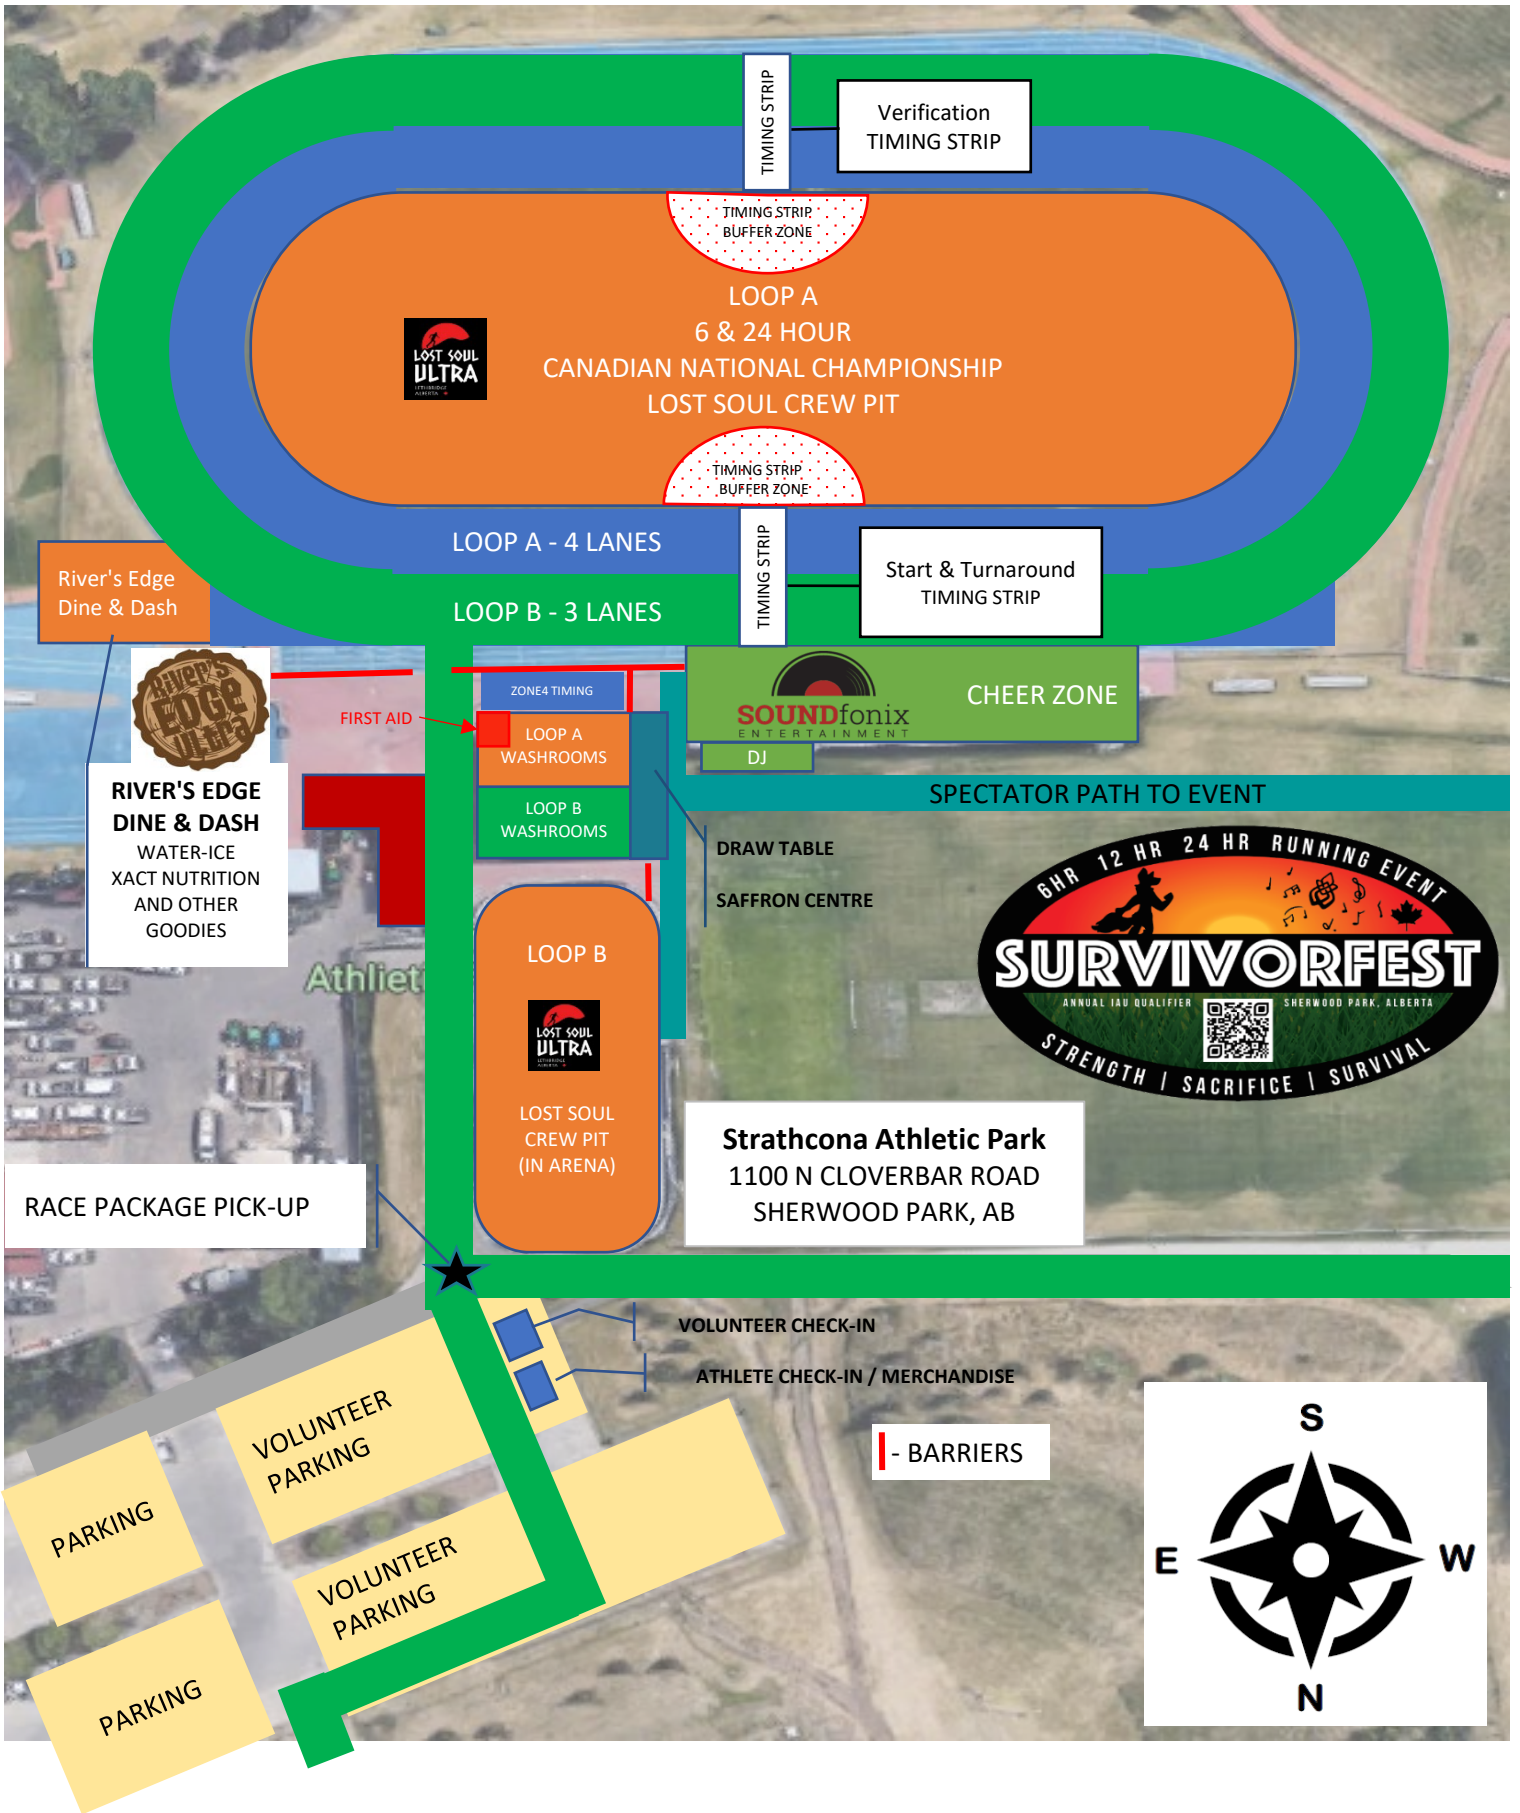 TIMING STRIP
Verification
TIMING STRIP
TIMING STRIP
BUFFER ZONE
LOOP A
6 & 24 HOUR
CANADIAN NATIONAL CHAMPIONSHIP
LOST SOUL CREW PIT
LOST SOUL
ULTRA
LETHBRIDGE
ALBERTA
TIMING STRIP
BUFFER ZONE
LOOP A - 4 LANES
TIMING STRIP
Start & Turnaround
TIMING STRIP
River's Edge
Dine & Dash
LOOP B - 3 LANES
River's
EDGE
Ultra
ZONE4 TIMING
FIRST AID
LOOP A
WASHROOMS
LOOP B
WASHROOMS
SOUNDfonix
ENTERTAINMENT
CHEER ZONE
DJ
SPECTATOR PATH TO EVENT
RIVER'S EDGE
DINE & DASH
WATER-ICE
XACT NUTRITION
AND OTHER
GOODIES
DRAW TABLE
SAFFRON CENTRE
6HR 12 HR 24 HR RUNNING EVENT
SURVIVORFEST
ANNUAL IAU QUALIFIER
SHERWOOD PARK, ALBERTA
STRENGTH | SACRIFICE | SURVIVAL
Athlieti
LOOP B
LOST SOUL
ULTRA
LETHBRIDGE
ALBERTA
LOST SOUL
CREW PIT
(IN ARENA)
Strathcona Athletic Park
1100 N CLOVERBAR ROAD
SHERWOOD PARK, AB
RACE PACKAGE PICK-UP
VOLUNTEER CHECK-IN
ATHLETE CHECK-IN / MERCHANDISE
VOLUNTEER
PARKING
PARKING
VOLUNTEER
PARKING
PARKING
- BARRIERS
S
E
W
N